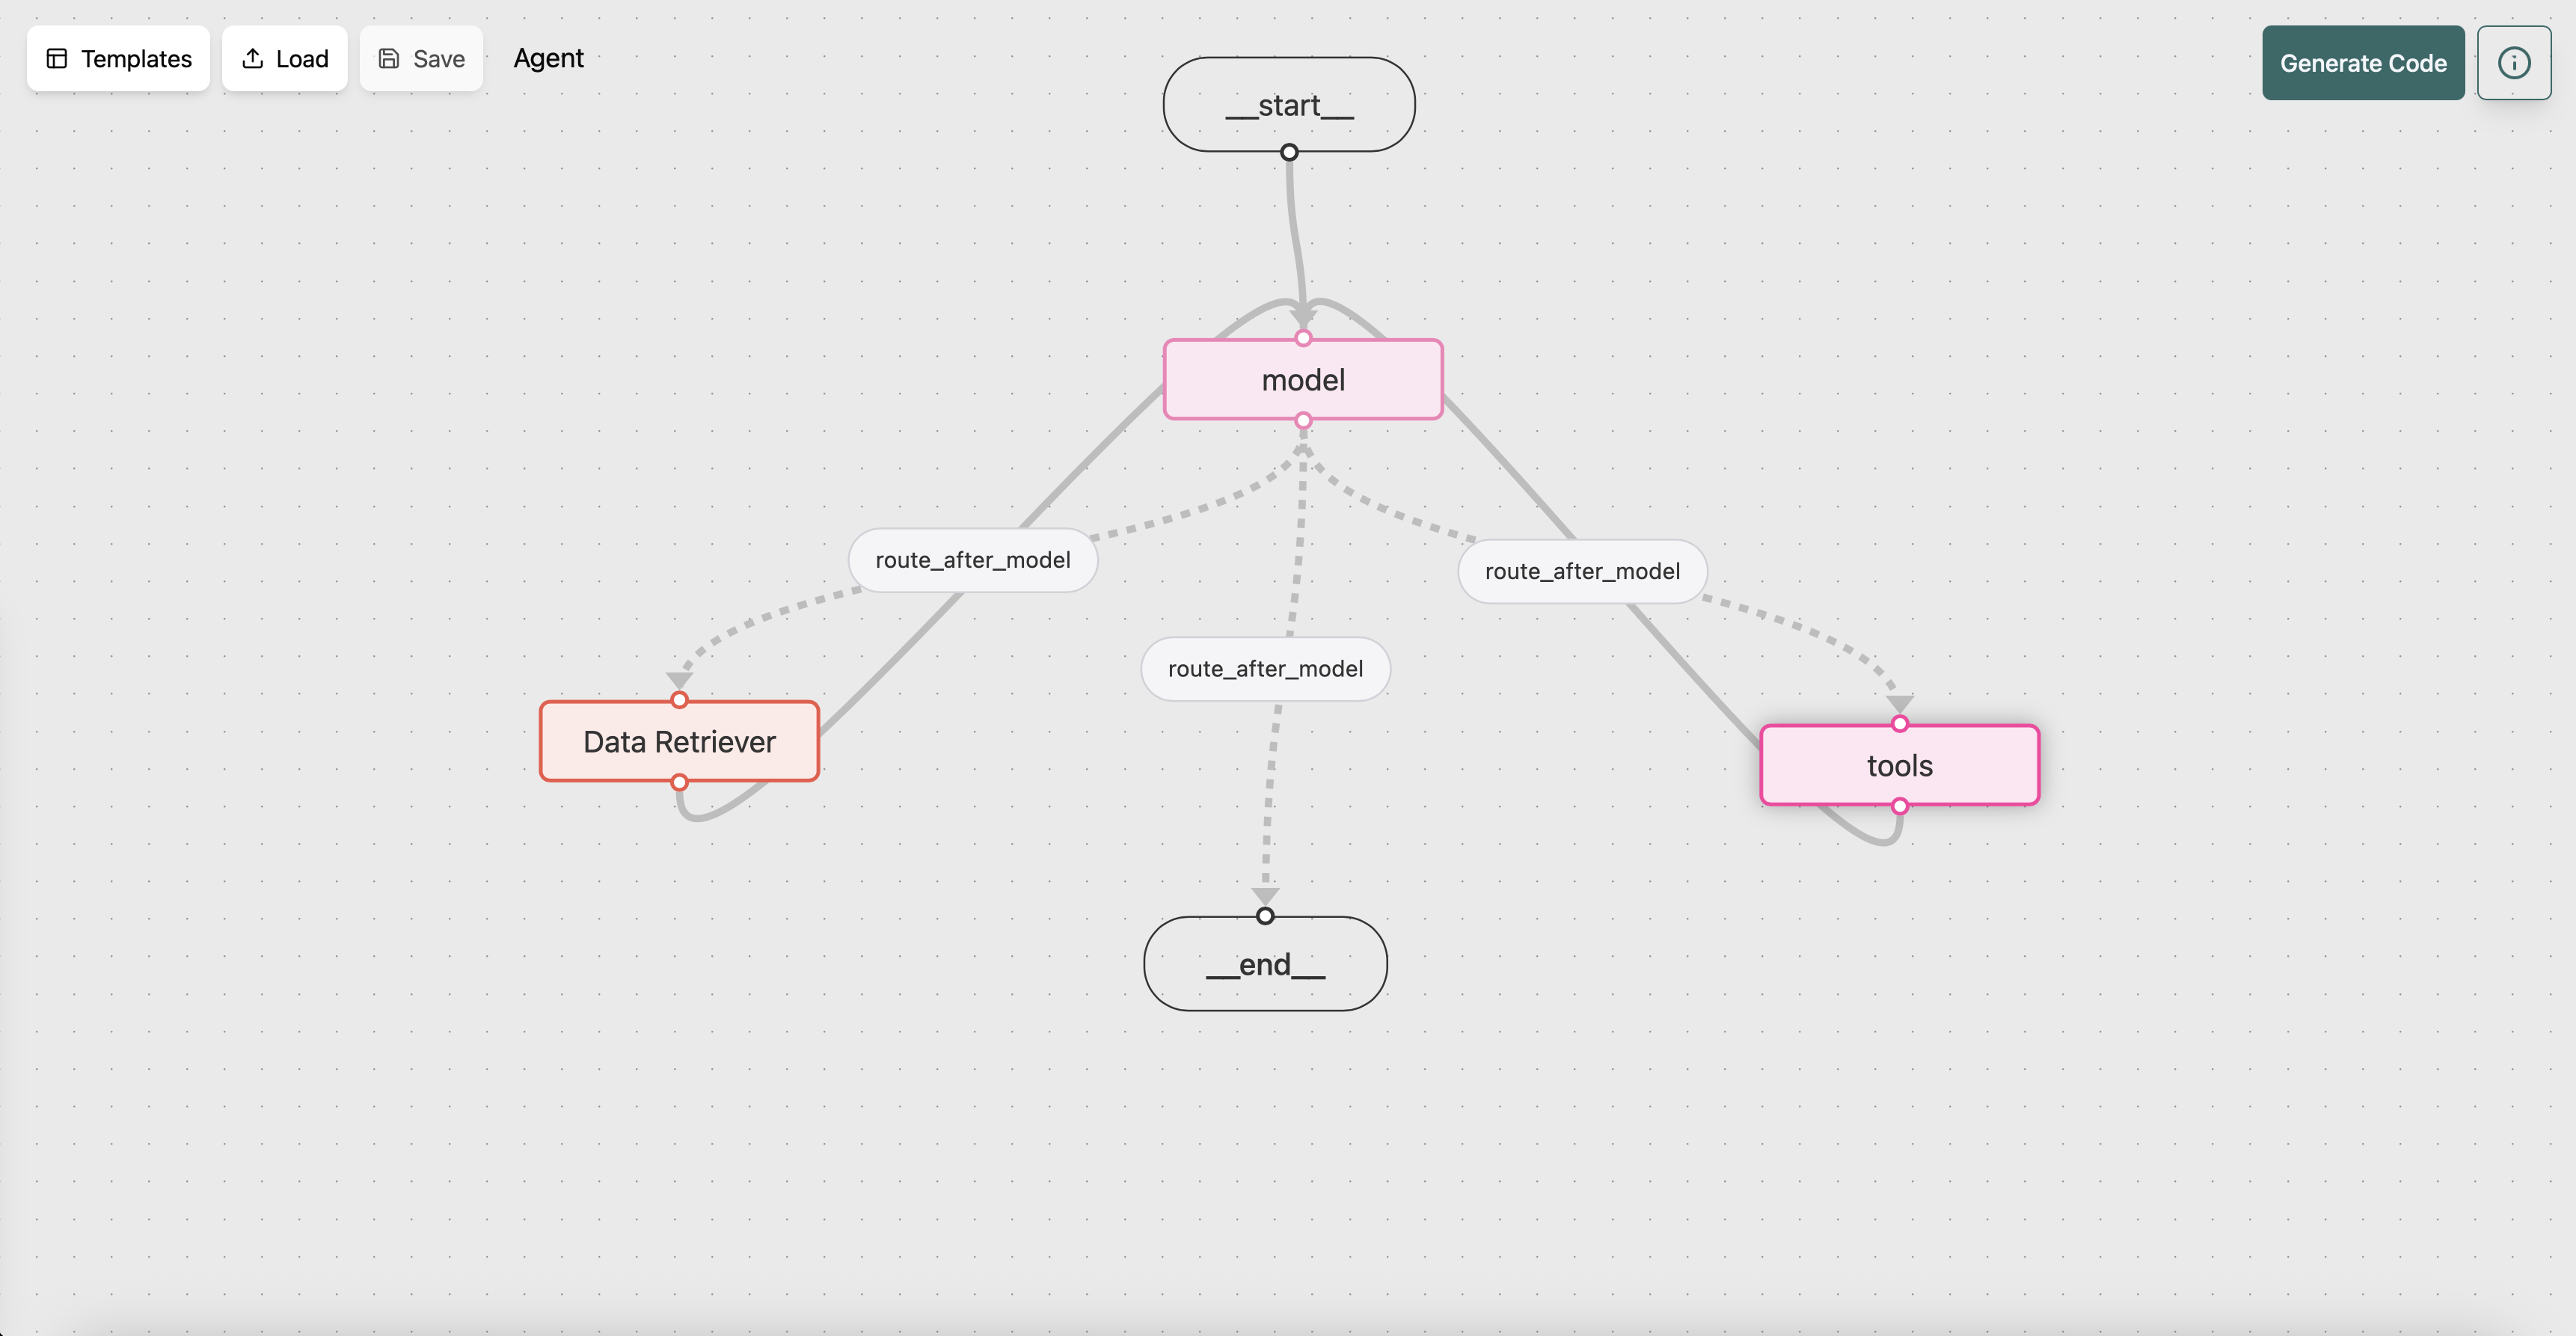 Templates
Load
Save
Agent
Generate Code
__start__
model
route_after_model
route_after_model
route_after_model
Data Retriever
tools
__end__